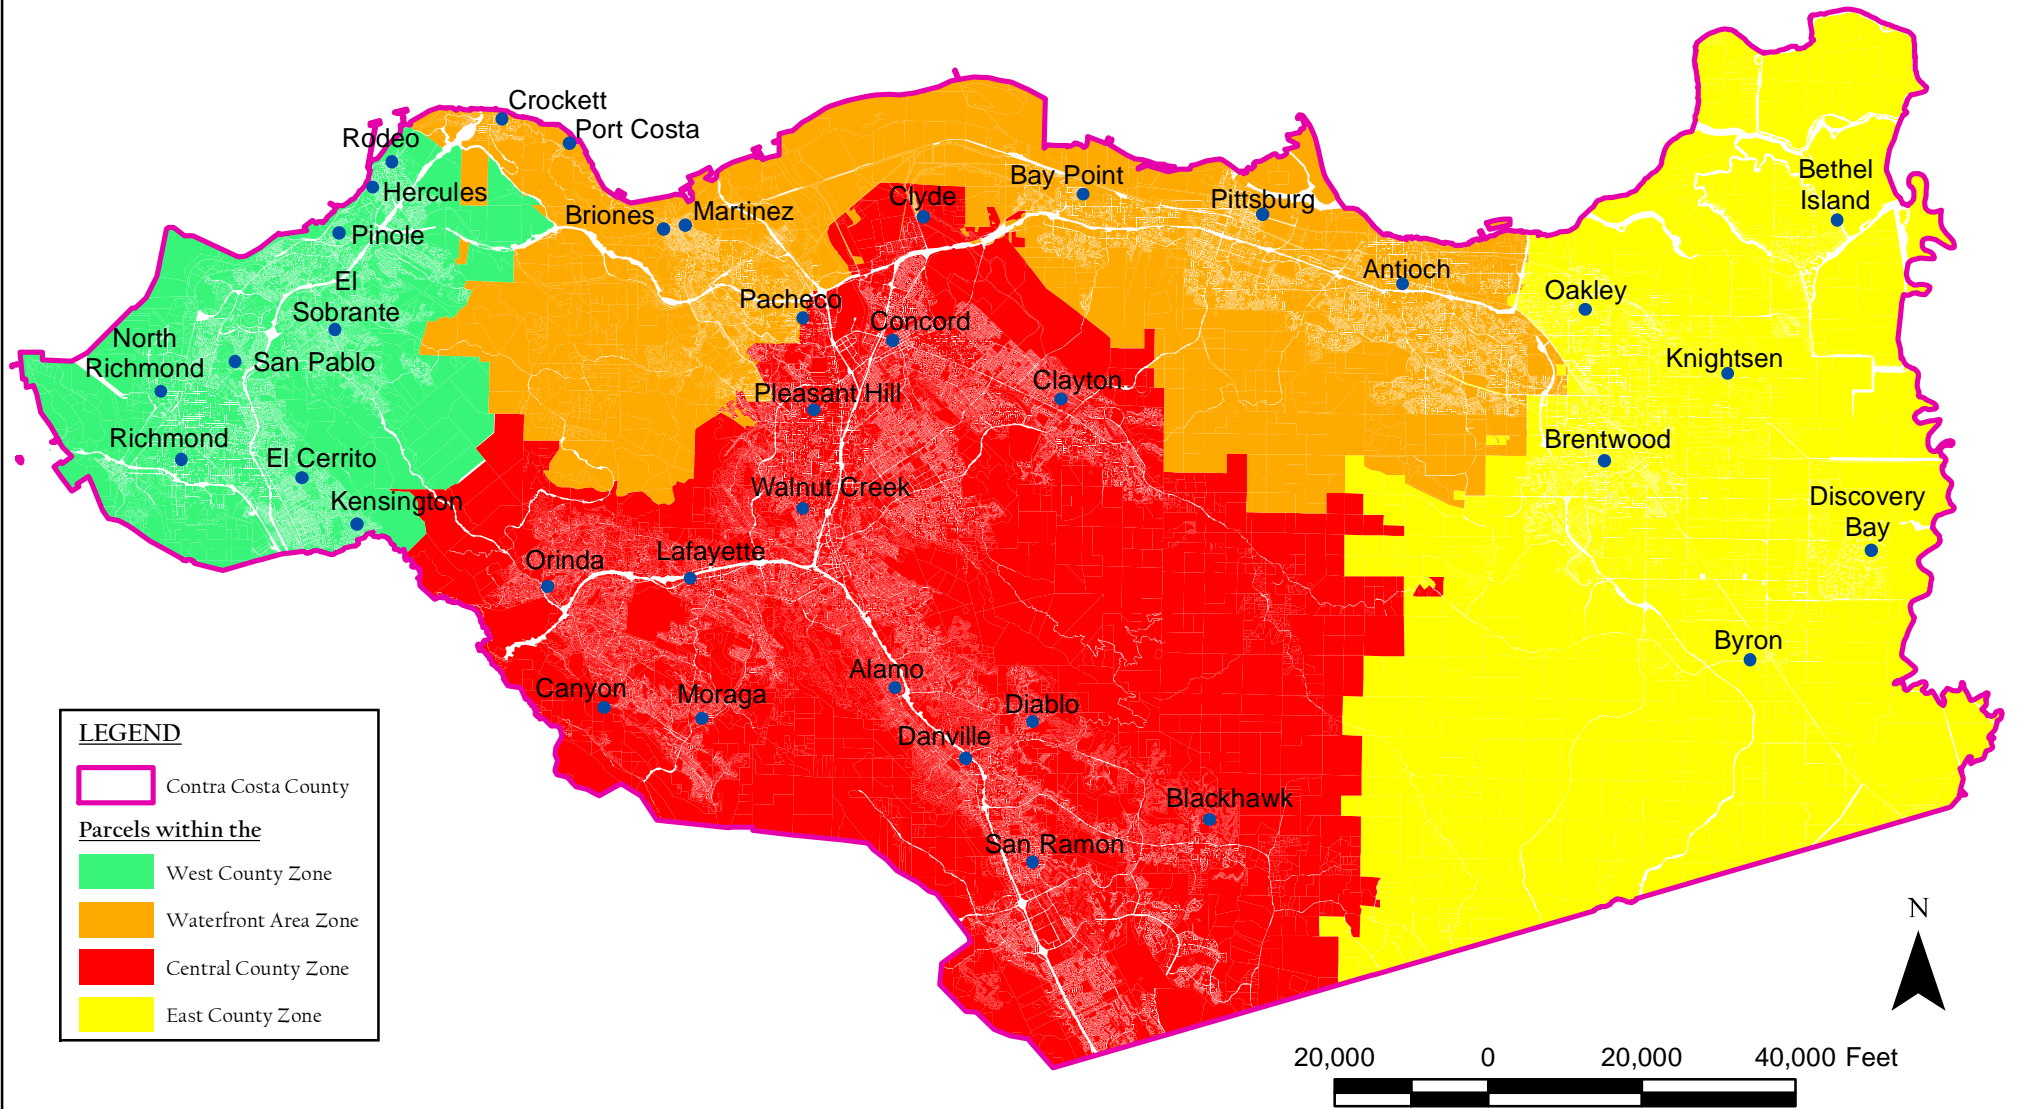 Crockett
Port Costa
Rodeo
Hercules
Bay Point
Clyde
Pittsburg
Bethel
Island
Briones
Martinez
Pinole
El
Sobrante
Pacheco
Antioch
Oakley
Concord
North
Richmond
San Pablo
Knightsen
Pleasant Hill
Clayton
Richmond
El Cerrito
Brentwood
Kensington
Walnut Creek
Discovery
Bay
Orinda
Lafayette
Byron
Canyon
Moraga
Alamo
Diablo
Danville
Blackhawk
San Ramon
LEGEND
Contra Costa County
Parcels within the
West County Zone
Waterfront Area Zone
Central County Zone
East County Zone
N
20,000 0 20,000 40,000 Feet